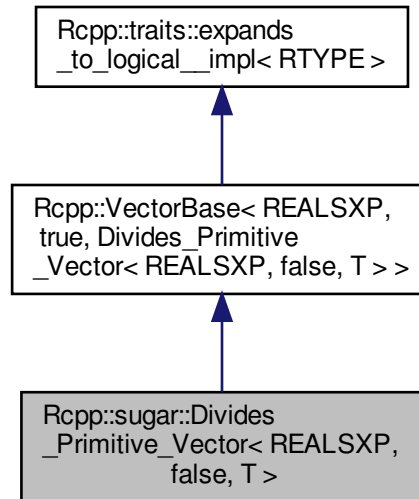 Rcpp::traits::expands
_to_logical__impl< RTYPE >
Rcpp::VectorBase< REALSXP,
true, Divides_Primitive
_Vector< REALSXP, false, T > >
Rcpp::sugar::Divides
_Primitive_Vector< REALSXP,
false, T >